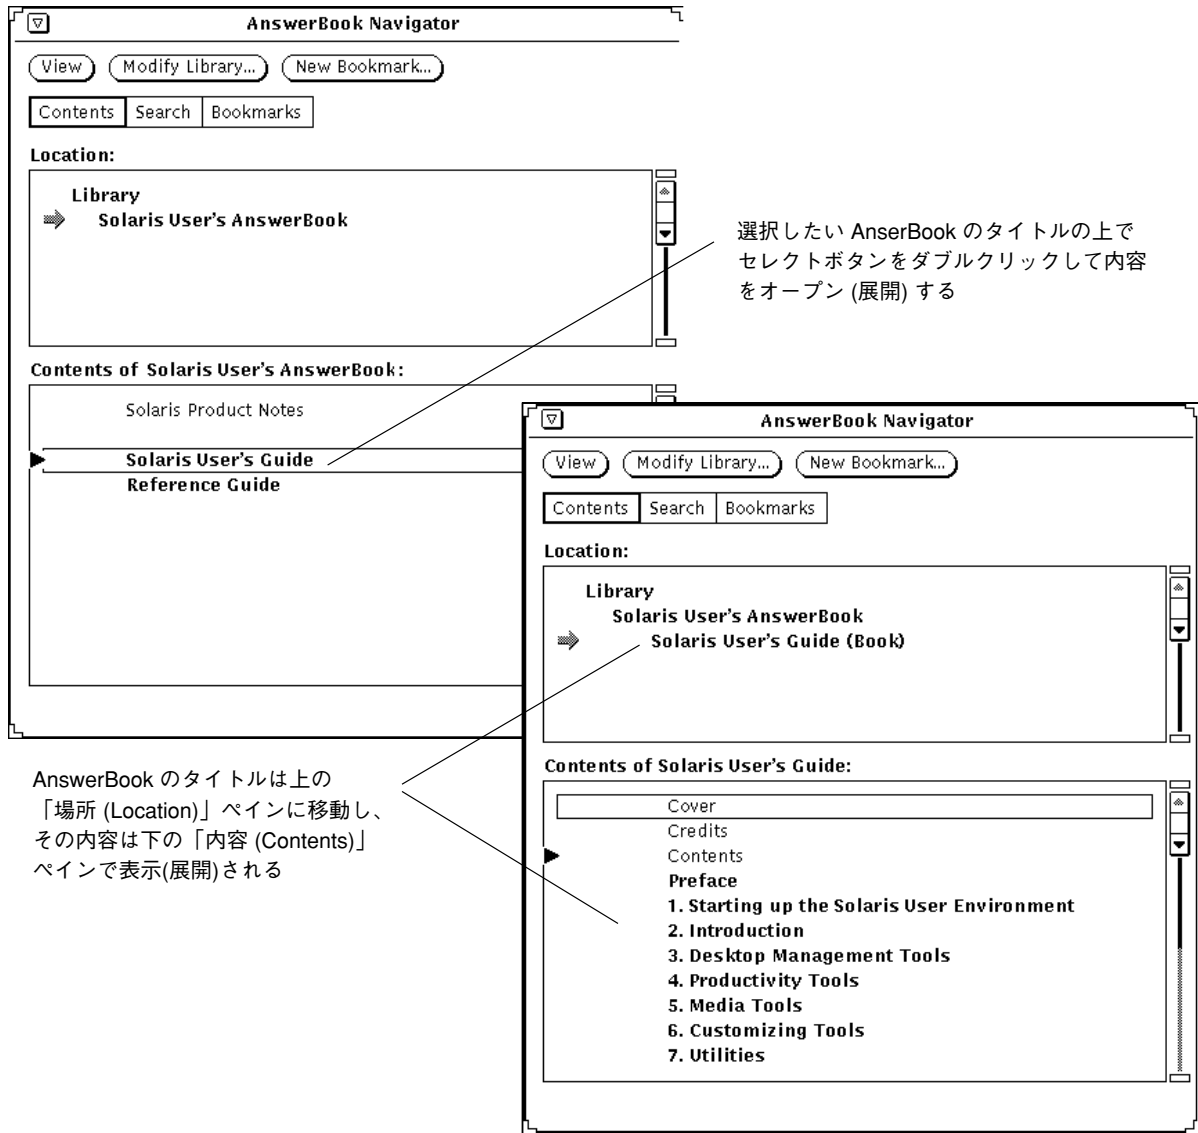 AnswerBook Navigator
View Modify Library... New Bookmark...
Contents Search Bookmarks
Location:
Library
Solaris User's AnswerBook
選択したい AnserBook のタイトルの上で
セレクトボタンをダブルクリックして内容
をオープン (展開) する
Contents of Solaris User's AnswerBook:
Solaris Product Notes
Solaris User's Guide
Reference Guide
AnswerBook Navigator
View Modify Library... New Bookmark...
Contents Search Bookmarks
Location:
Library
Solaris User's AnswerBook
Solaris User's Guide (Book)
AnswerBook のタイトルは上の
「場所 (Location)」ペインに移動し、
その内容は下の「内容 (Contents)」
ペインで表示(展開)される
Contents of Solaris User's Guide:
Cover
Credits
Contents
Preface
1. Starting up the Solaris User Environment
2. Introduction
3. Desktop Management Tools
4. Productivity Tools
5. Media Tools
6. Customizing Tools
7. Utilities